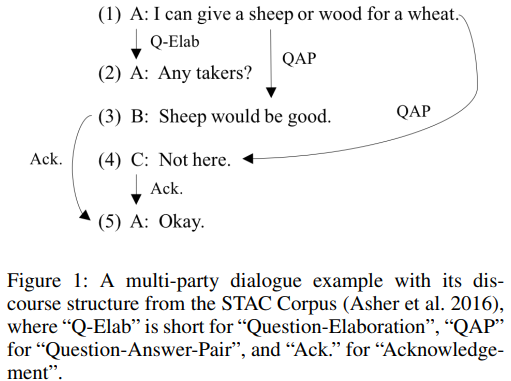 (1) A: I can give a sheep or wood for a wheat.
Q-Elab
QAP
(2) A: Any takers?
(3) B: Sheep would be good.
QAP
Ack.
(4) C: Not here.
Ack.
(5) A: Okay.
Figure 1: A multi-party dialogue example with its dis-
course structure from the STAC Corpus (Asher et al. 2016),
where “Q-Elab” is short for “Question-Elaboration”, “QAP”
for “Question-Answer-Pair”, and “Ack.” for “Acknowledge-
ment”.